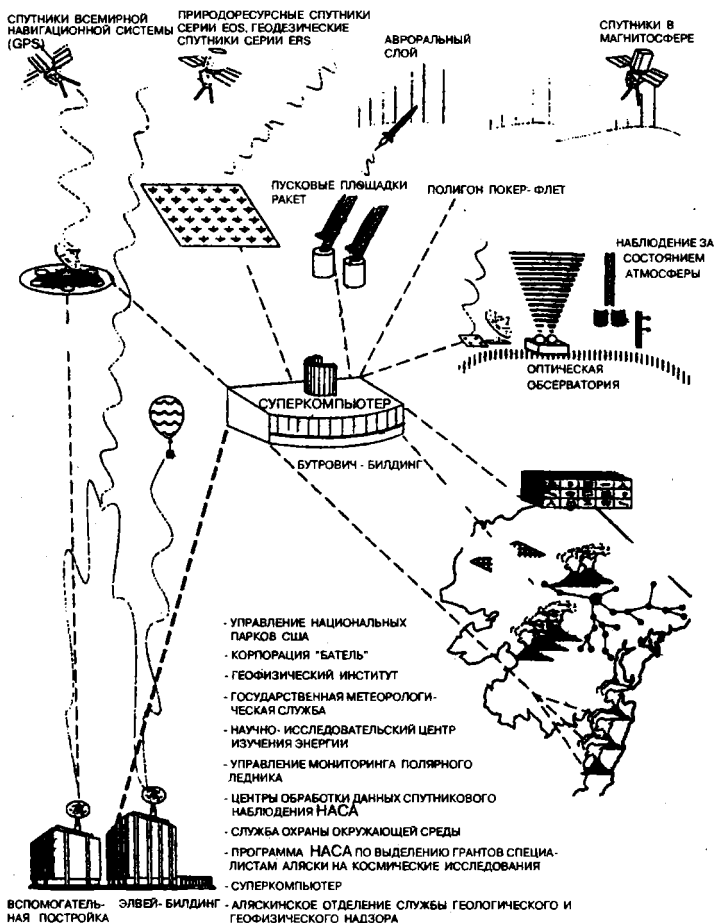 СПУТНИКИ ВСЕМИРНОЙ
НАВИГАЦИОННОЙ СИСТЕМЫ
(GPS)
ПРИРОДОРЕСУРСНЫЕ СПУТНИКИ
СЕРИИ EOS, ГЕОДЕЗИЧЕСКИЕ
СПУТНИКИ СЕРИИ ERS
АВРОРАЛЬНЫЙ
СЛОЙ
СПУТНИКИ В
МАГНИТОСФЕРЕ
ПУСКОВЫЕ ПЛОЩАДКИ
РАКЕТ
ПОЛИГОН ПОКЕР-ФЛЕТ
НАБЛЮДЕНИЕ ЗА
СОСТОЯНИЕМ
АТМОСФЕРЫ
ОПТИЧЕСКАЯ
ОБСЕРВАТОРИЯ
СУПЕРКОМПЬЮТЕР
БУТРОВИЧ - БИЛДИНГ
- УПРАВЛЕНИЕ НАЦИОНАЛЬНЫХ
ПАРКОВ США
- КОРПОРАЦИЯ "БАТЕЛЬ"
- ГЕОФИЗИЧЕСКИЙ ИНСТИТУТ
- ГОСУДАРСТВЕННАЯ МЕТЕОРОЛОГИ-
ЧЕСКАЯ СЛУЖБА
- НАУЧНО- ИССЛЕДОВАТЕЛЬСКИЙ ЦЕНТР
ИЗУЧЕНИЯ ЭНЕРГИИ
- УПРАВЛЕНИЕ МОНИТОРИНГА ПОЛЯРНОГО
ЛЕДНИКА
- ЦЕНТРЫ ОБРАБОТКИ ДАННЫХ СПУТНИКОВОГО
НАБЛЮДЕНИЯ НАСА
- СЛУЖБА ОХРАНЫ ОКРУЖАЮЩЕЙ СРЕДЫ
- ПРОГРАММА НАСА ПО ВЫДЕЛЕНИЮ ГРАНТОВ СПЕЦИА-
ЛИСТАМ АЛЯСКИ НА КОСМИЧЕСКИЕ ИССЛЕДОВАНИЯ
- СУПЕРКОМПЬЮТЕР
- АЛЯСКИНСКОЕ ОТДЕЛЕНИЕ СЛУЖБЫ ГЕОЛОГИЧЕСКОГО И
ГЕОФИЗИЧЕСКОГО НАДЗОРА
ВСПОМОГАТЕЛЬ-
НАЯ ПОСТРОЙКА
ЭЛВЕЙ- БИЛДИНГ